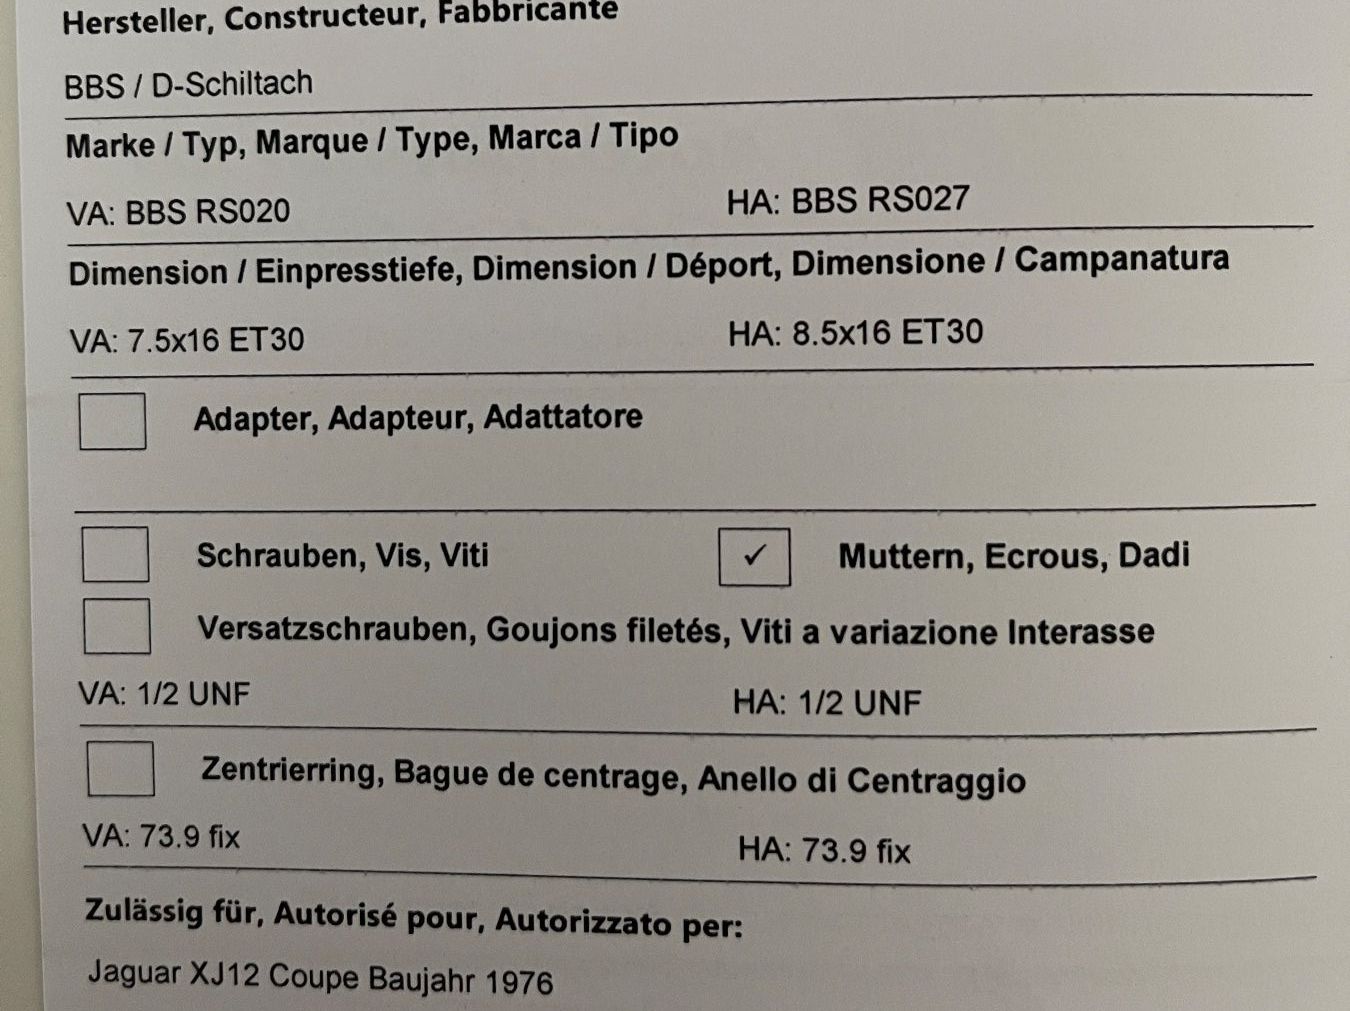 Hersteller, Constructeur, Fabbricante
BBS / D-Schiltach
Marke / Typ, Marque / Type, Marca / Tipo
VA: BBS RS020 HA: BBS RS027
Dimension / Einpresstiefe, Dimension / Déport, Dimensione / Campanatura
VA: 7.5x16 ET30 HA: 8.5x16 ET30
Adapter, Adapteur, Adattatore
Schrauben, Vis, Viti ✓ Muttern, Ecrous, Dadi
Versatzschrauben, Goujons filetés, Viti a variazione Interasse
VA: 1/2 UNF HA: 1/2 UNF
Zentrierring, Bague de centrage, Anello di Centraggio
VA: 73.9 fix HA: 73.9 fix
Zulässig für, Autorisé pour, Autorizzato per:
Jaguar XJ12 Coupe Baujahr 1976